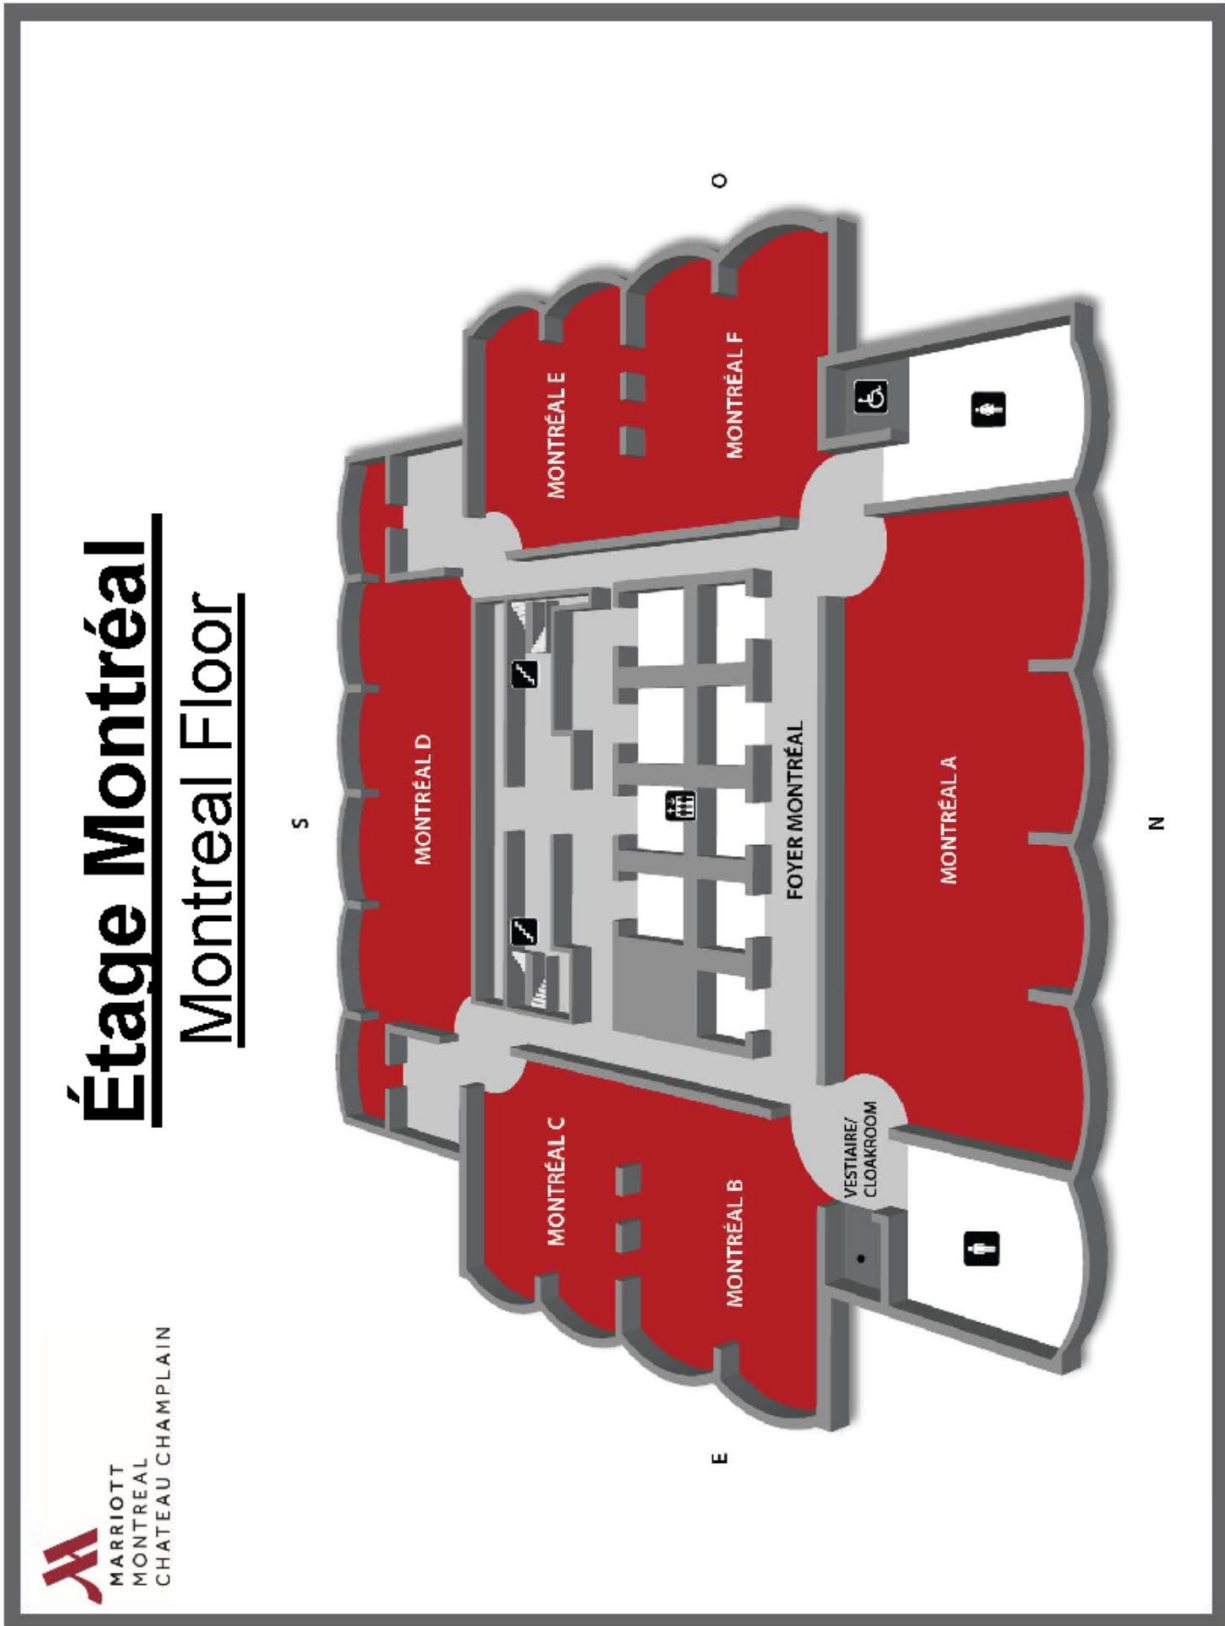 MARRIOTT
MONTREAL
CHATEAU CHAMPLAIN
Étage Montréal
Montreal Floor
S
O
E
N
MONTRÉAL D
MONTRÉAL C
MONTRÉAL E
MONTRÉAL B
MONTRÉAL F
FOYER MONTRÉAL
VESTIAIRE/
CLOAKROOM
MONTRÉAL A